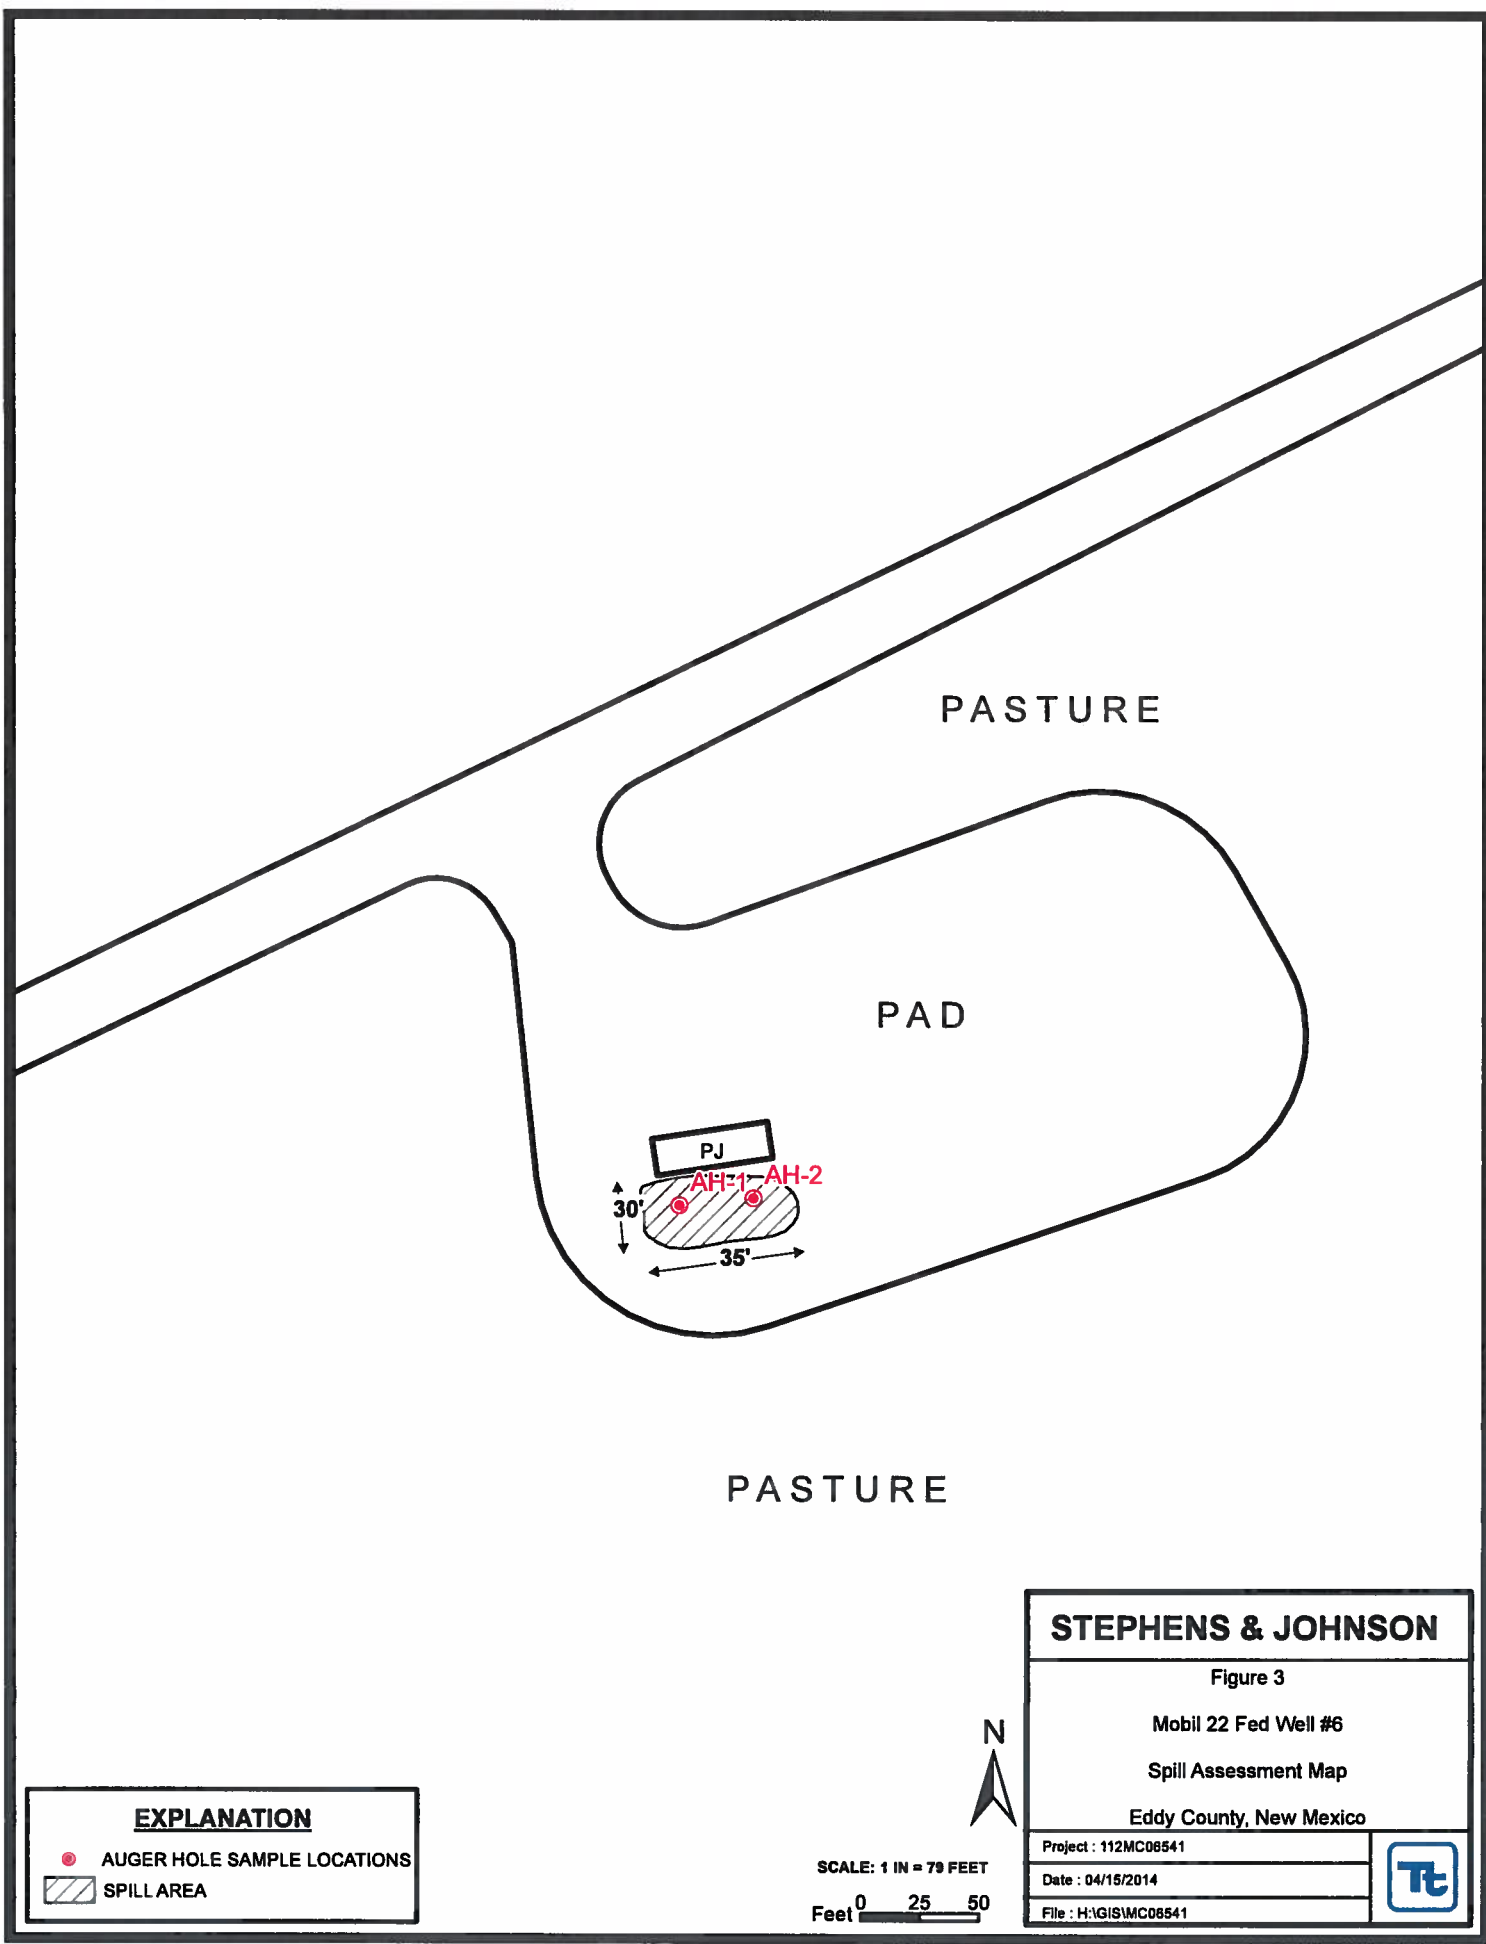 PASTURE
PAD
PJ
AH-1
AH-2
30'
35'
PASTURE
STEPHENS & JOHNSON
Figure 3
Mobil 22 Fed Well #6
Spill Assessment Map
Eddy County, New Mexico
Project : 112MC06541
Date : 04/15/2014
File : H:\GIS\MC06541
Tt
N
SCALE: 1 IN = 79 FEET
Feet 0 25 50
EXPLANATION
AUGER HOLE SAMPLE LOCATIONS
SPILL AREA